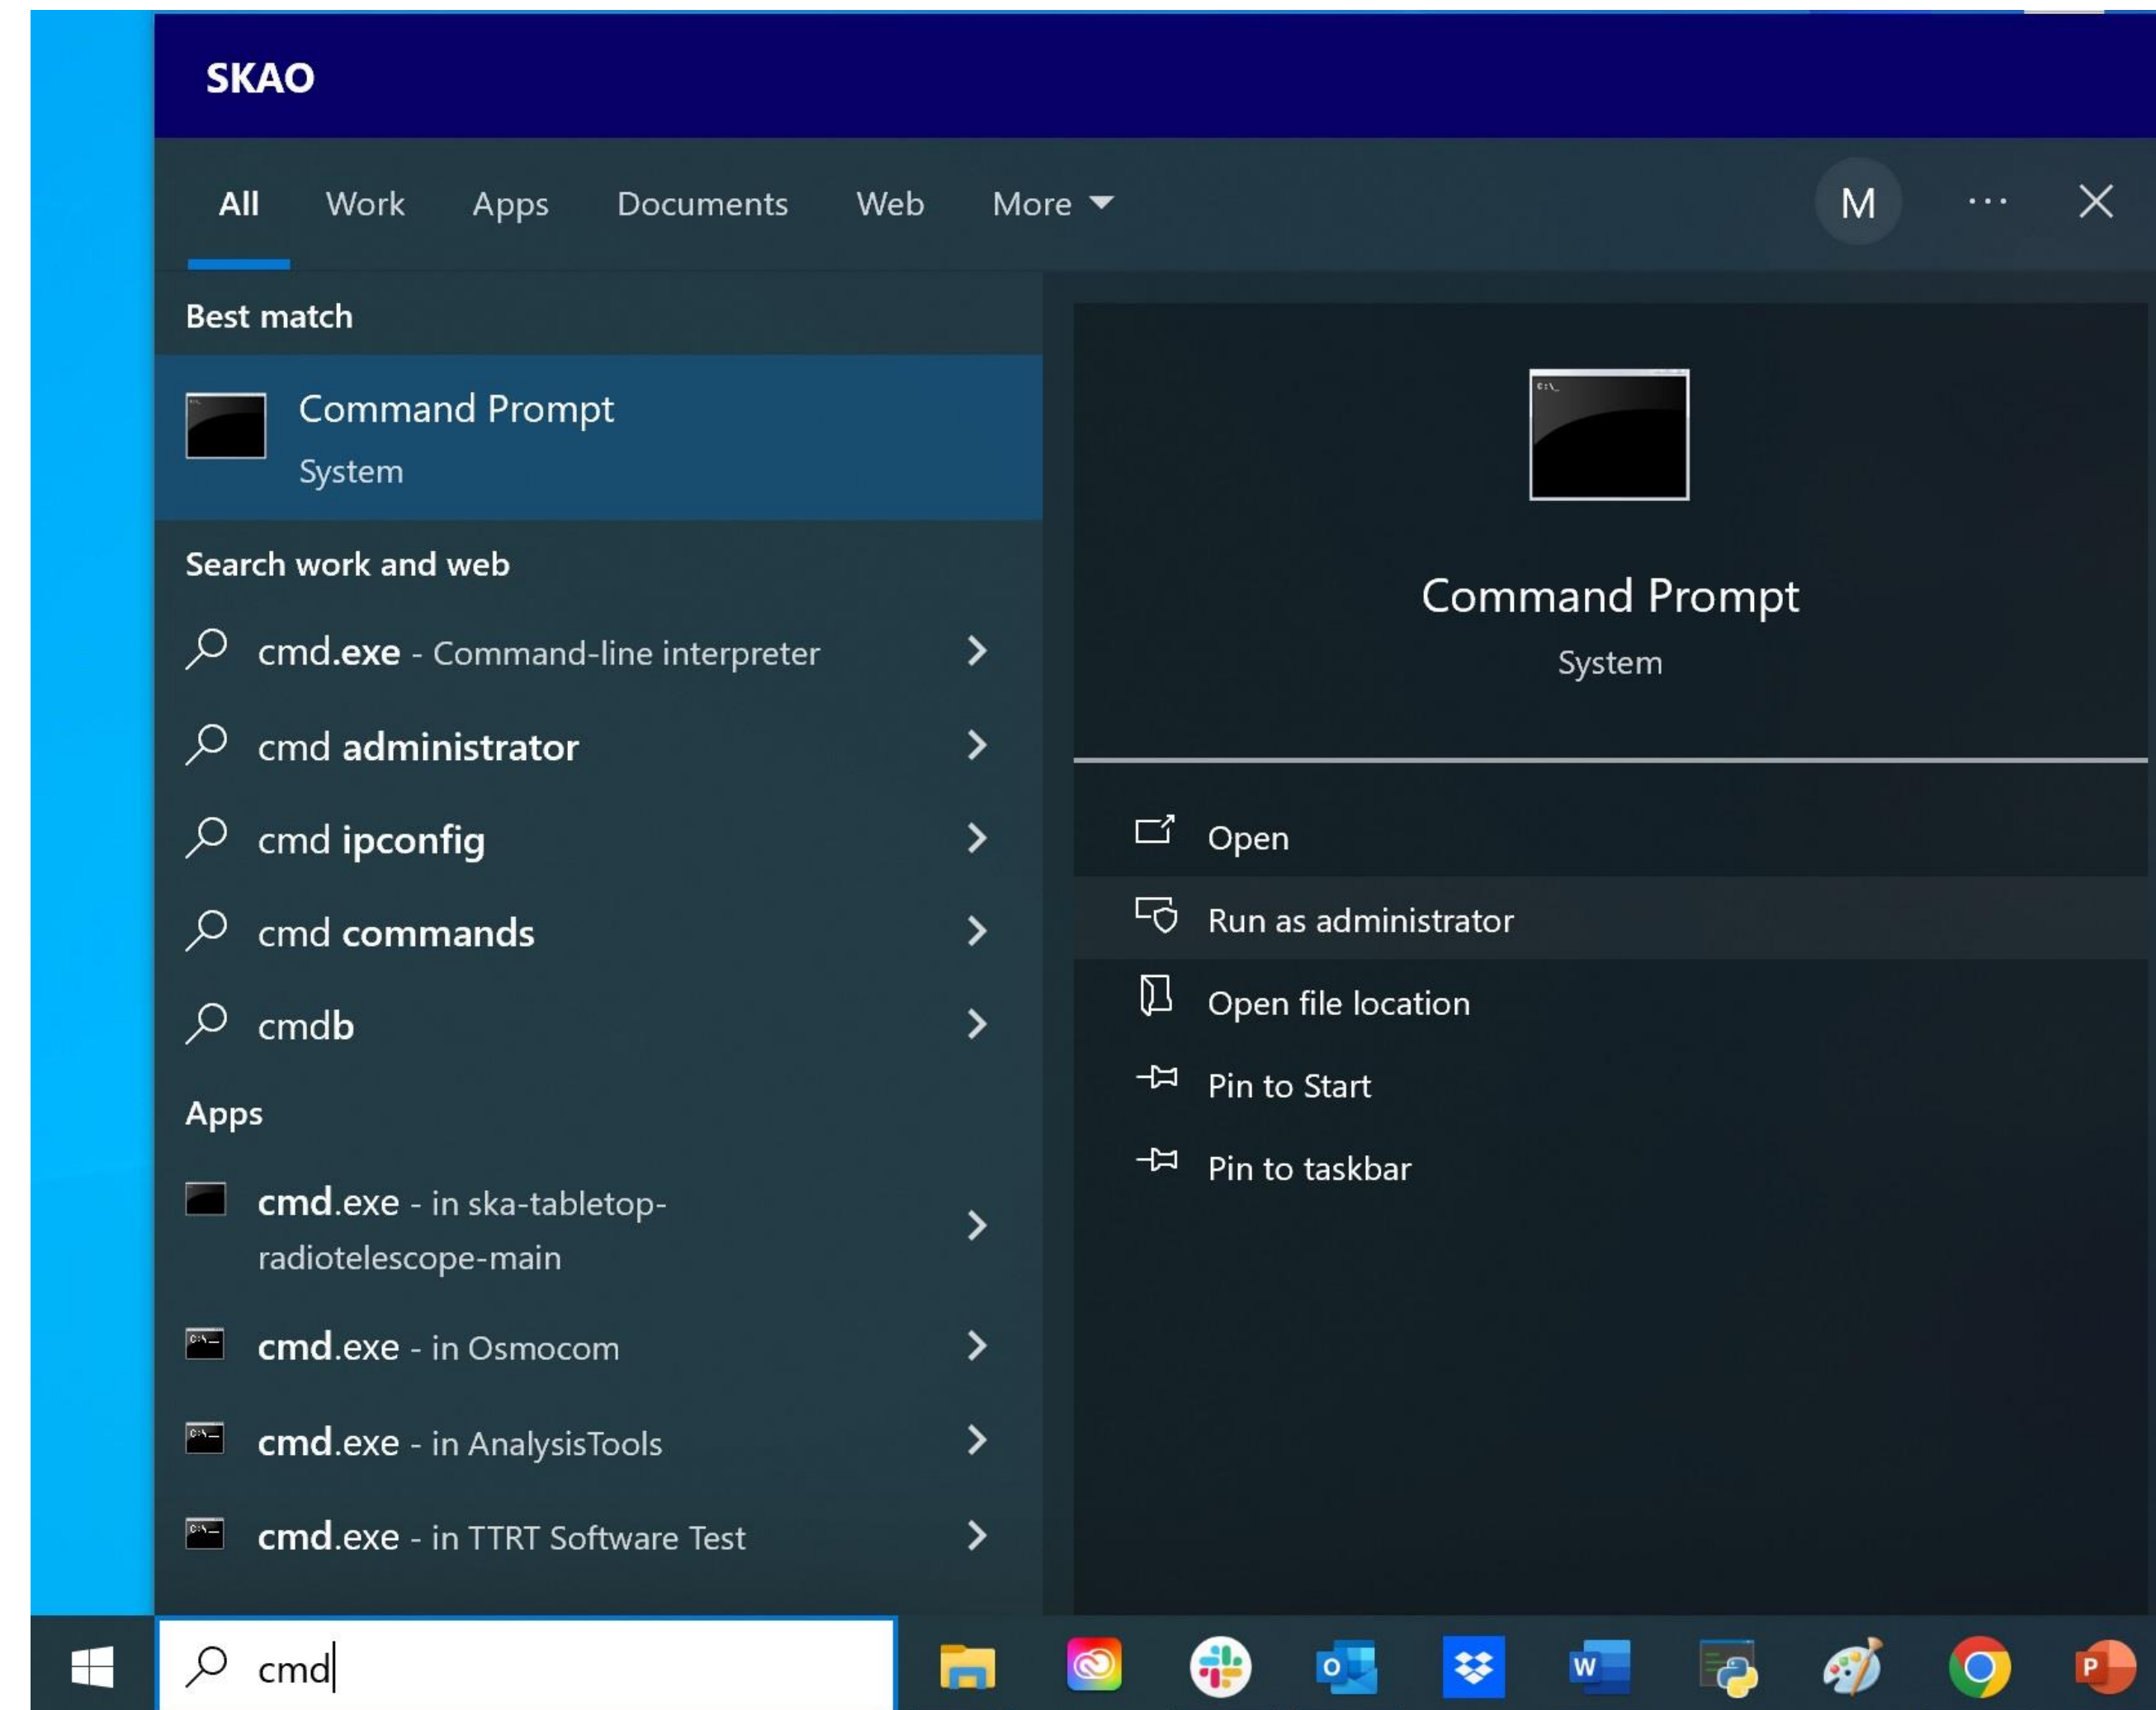 SKAO
All Work Apps Documents Web More
M ...
Best match
Command Prompt
System
Search work and web
cmd.exe - Command-line interpreter
cmd administrator
cmd ipconfig
cmd commands
cmdb
Apps
cmd.exe - in ska-tabletop-
radiotelescope-main
cmd.exe - in Osmocom
cmd.exe - in AnalysisTools
cmd.exe - in TTRT Software Test
C:\_
Command Prompt
System
Open
Run as administrator
Open file location
Pin to Start
Pin to taskbar
cmd
O
W
P